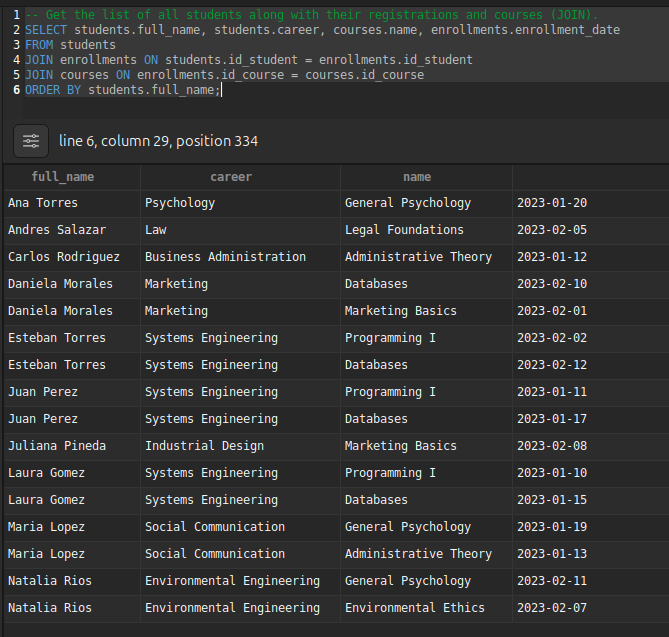 1 -- Get the list of all students along with their registrations and courses (JOIN).
2 SELECT students.full_name, students.career, courses.name, enrollments.enrollment_date
3 FROM students
4 JOIN enrollments ON students.id_student = enrollments.id_student
5 JOIN courses ON enrollments.id_course = courses.id_course
6 ORDER BY students.full_name;
line 6, column 29, position 334
full_name career name
Ana Torres Psychology General Psychology 2023-01-20
Andres Salazar Law Legal Foundations 2023-02-05
Carlos Rodriguez Business Administration Administrative Theory 2023-01-12
Daniela Morales Marketing Databases 2023-02-10
Daniela Morales Marketing Marketing Basics 2023-02-01
Esteban Torres Systems Engineering Programming I 2023-02-02
Esteban Torres Systems Engineering Databases 2023-02-12
Juan Perez Systems Engineering Programming I 2023-01-11
Juan Perez Systems Engineering Databases 2023-01-17
Juliana Pineda Industrial Design Marketing Basics 2023-02-08
Laura Gomez Systems Engineering Programming I 2023-01-10
Laura Gomez Systems Engineering Databases 2023-01-15
Maria Lopez Social Communication General Psychology 2023-01-19
Maria Lopez Social Communication Administrative Theory 2023-01-13
Natalia Rios Environmental Engineering General Psychology 2023-02-11
Natalia Rios Environmental Engineering Environmental Ethics 2023-02-07